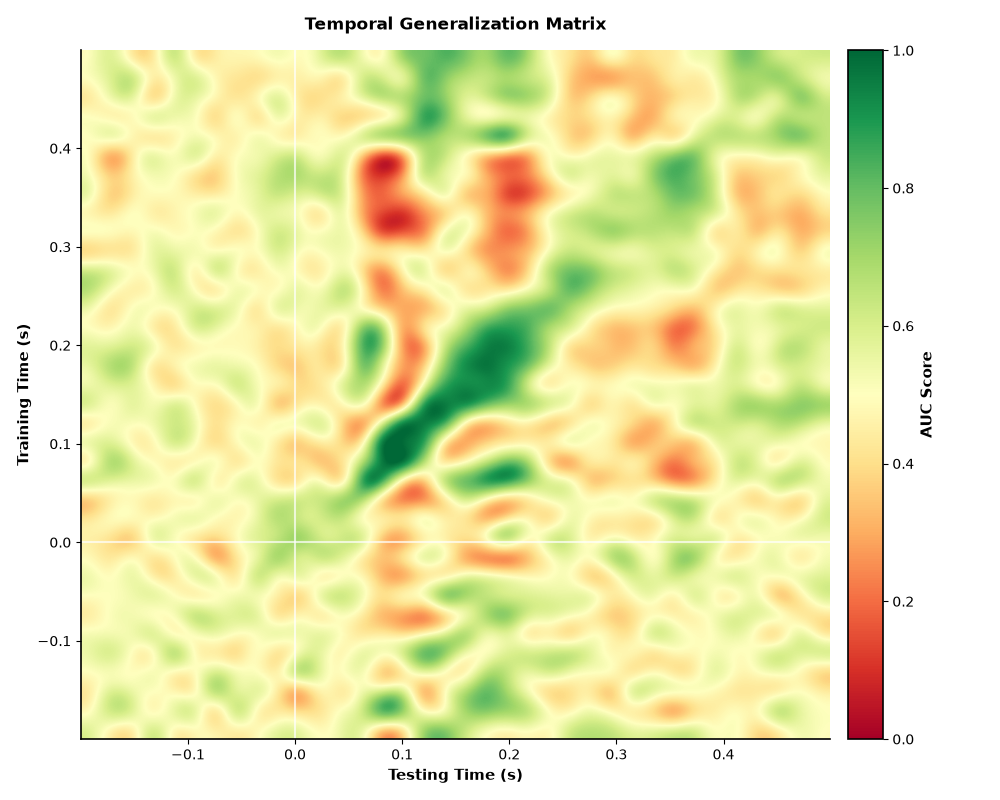 Temporal Generalization Matrix
Training Time (s)
0.4
0.3
0.2
0.1
0.0
−0.1
−0.1 0.0 0.1 0.2 0.3 0.4
Testing Time (s)
1.0
0.8
0.6
0.4
0.2
0.0
AUC Score